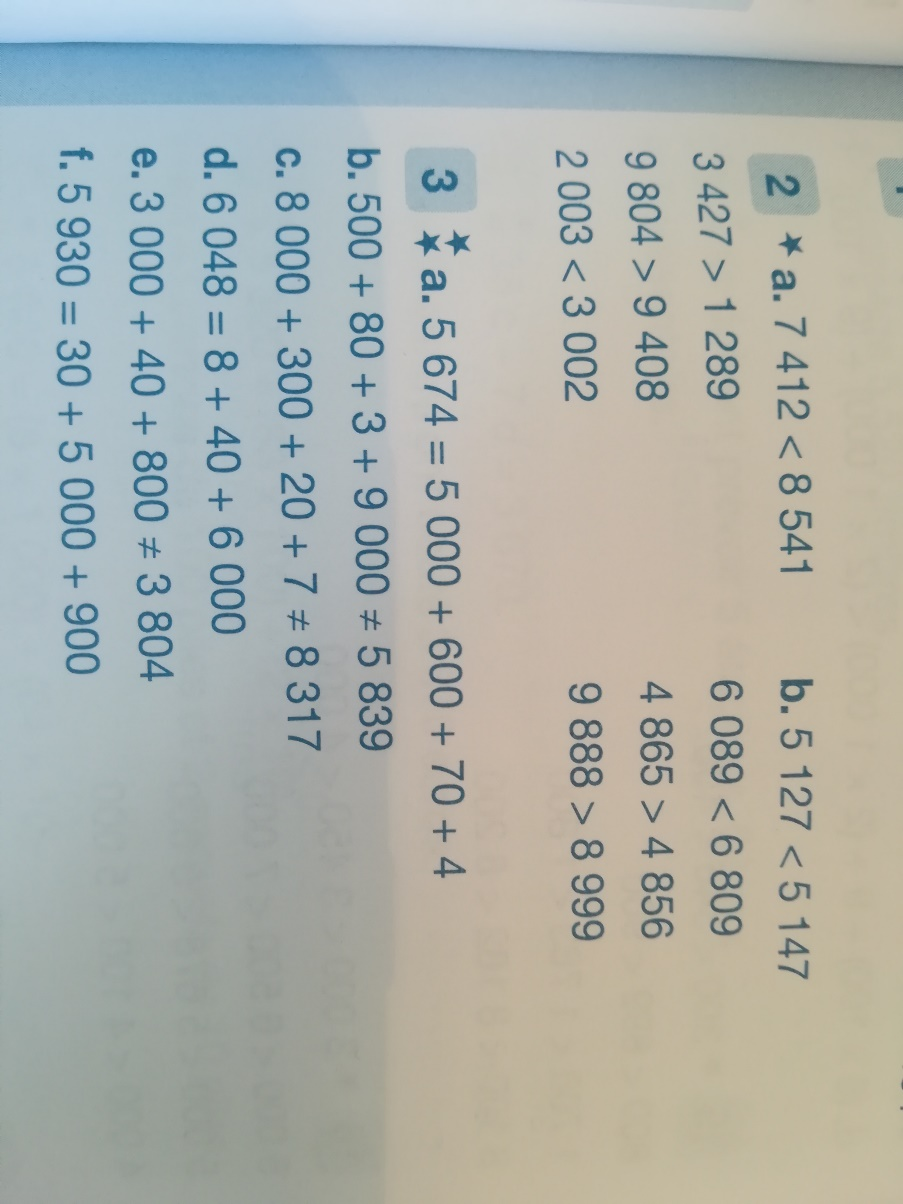 2 ★ a. 7 412 < 8 541 b. 5 127 < 5 147
3 427 > 1 289 6 089 < 6 809
9 804 > 9 408 4 865 > 4 856
2 003 < 3 002 9 888 > 8 999
3 ★★ a. 5 674 = 5 000 + 600 + 70 + 4
b. 500 + 80 + 3 + 9 000 ≠ 5 839
c. 8 000 + 300 + 20 + 7 ≠ 8 317
d. 6 048 = 8 + 40 + 6 000
e. 3 000 + 40 + 800 ≠ 3 804
f. 5 930 = 30 + 5 000 + 900